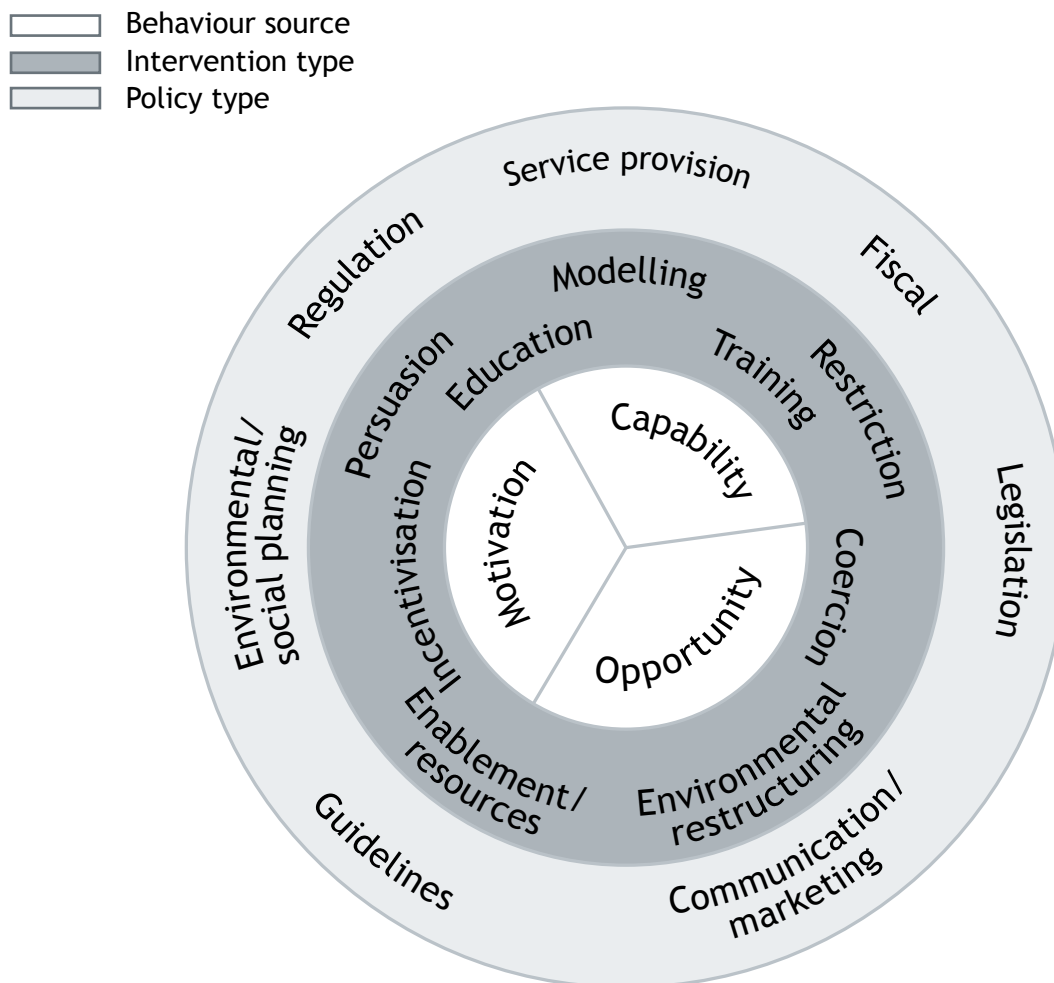 Behaviour source
Intervention type
Policy type
Service provision
Fiscal
Legislation
Communication/
marketing
Guidelines
Environmental/
social planning
Regulation
Modelling
Training
Restriction
Coercion
Environmental
restructuring
Enablement/
resources
Incentivisation
Persuasion
Education
Capability
Opportunity
Motivation